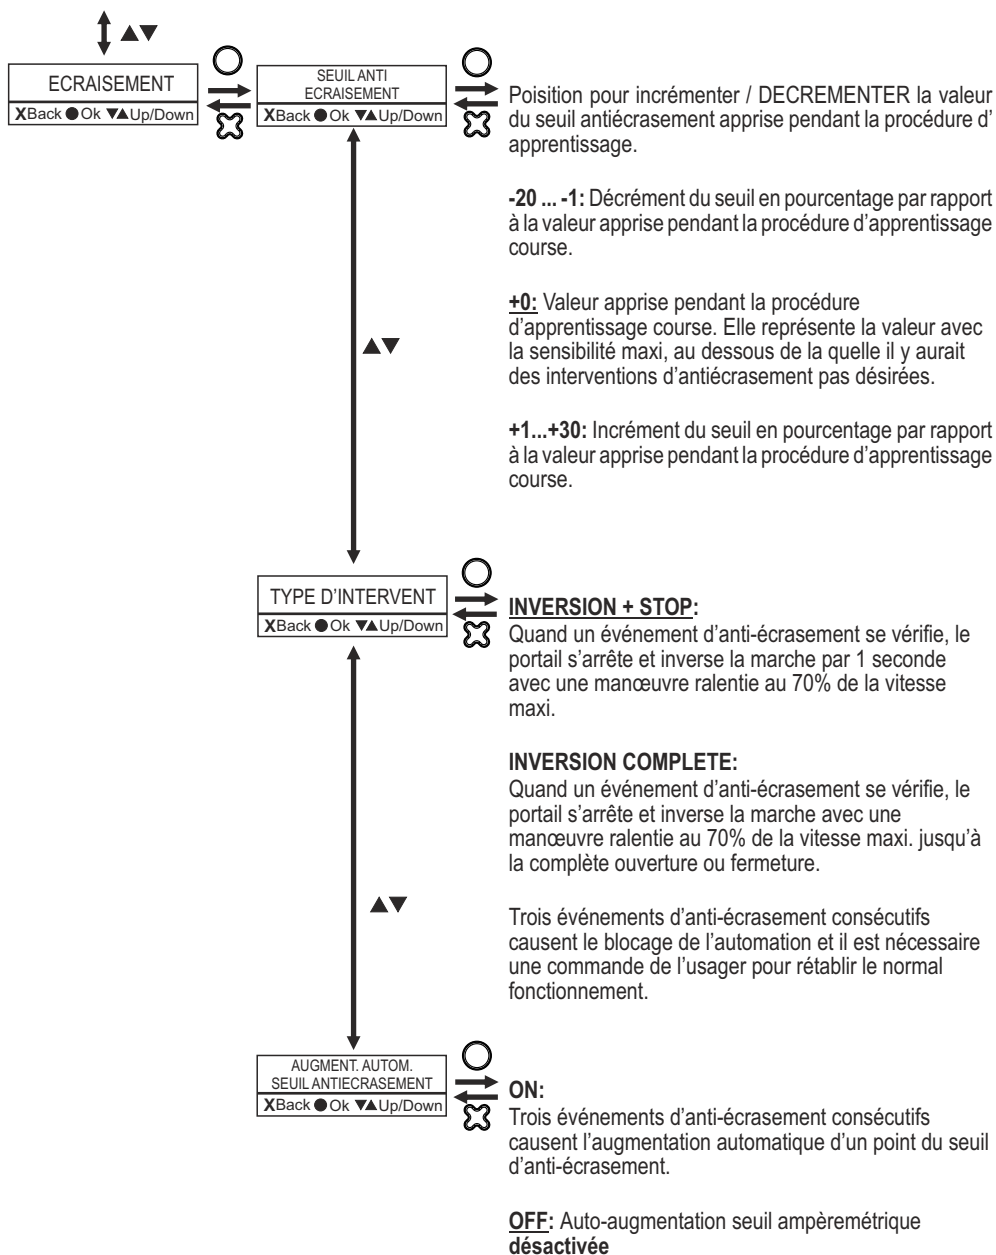 ▲▼
ECRAISEMENT
XBack ●Ok ▼▲Up/Down
SEUIL ANTI
ECRAISEMENT
XBack ●Ok ▼▲Up/Down
Poisition pour incrémenter / DECREMENTER la valeur
du seuil antiécrasement apprise pendant la procédure d’
apprentissage.
-20 ... -1: Décrément du seuil en pourcentage par rapport
à la valeur apprise pendant la procédure d’apprentissage
course.
+0: Valeur apprise pendant la procédure
d’apprentissage course. Elle représente la valeur avec
la sensibilité maxi, au dessous de la quelle il y aurait
des interventions d’antiécrasement pas désirées.
▲▼
+1...+30: Incrément du seuil en pourcentage par rapport
à la valeur apprise pendant la procédure d’apprentissage
course.
TYPE D’INTERVENT
XBack ●Ok ▼▲Up/Down
INVERSION + STOP:
Quand un événement d’anti-écrasement se vérifie, le
portail s’arrête et inverse la marche par 1 seconde
avec une manœuvre ralentie au 70% de la vitesse
maxi.
INVERSION COMPLETE:
Quand un événement d’anti-écrasement se vérifie, le
portail s’arrête et inverse la marche avec une
manœuvre ralentie au 70% de la vitesse maxi. jusqu’à
la complète ouverture ou fermeture.
▲▼
Trois événements d’anti-écrasement consécutifs
causent le blocage de l’automation et il est nécessaire
une commande de l’usager pour rétablir le normal
fonctionnement.
AUGMENT. AUTOM.
SEUIL ANTIECRASEMENT
XBack ●Ok ▼▲Up/Down
ON:
Trois événements d’anti-écrasement consécutifs
causent l’augmentation automatique d’un point du seuil
d’anti-écrasement.
OFF: Auto-augmentation seuil ampèremétrique
désactivée